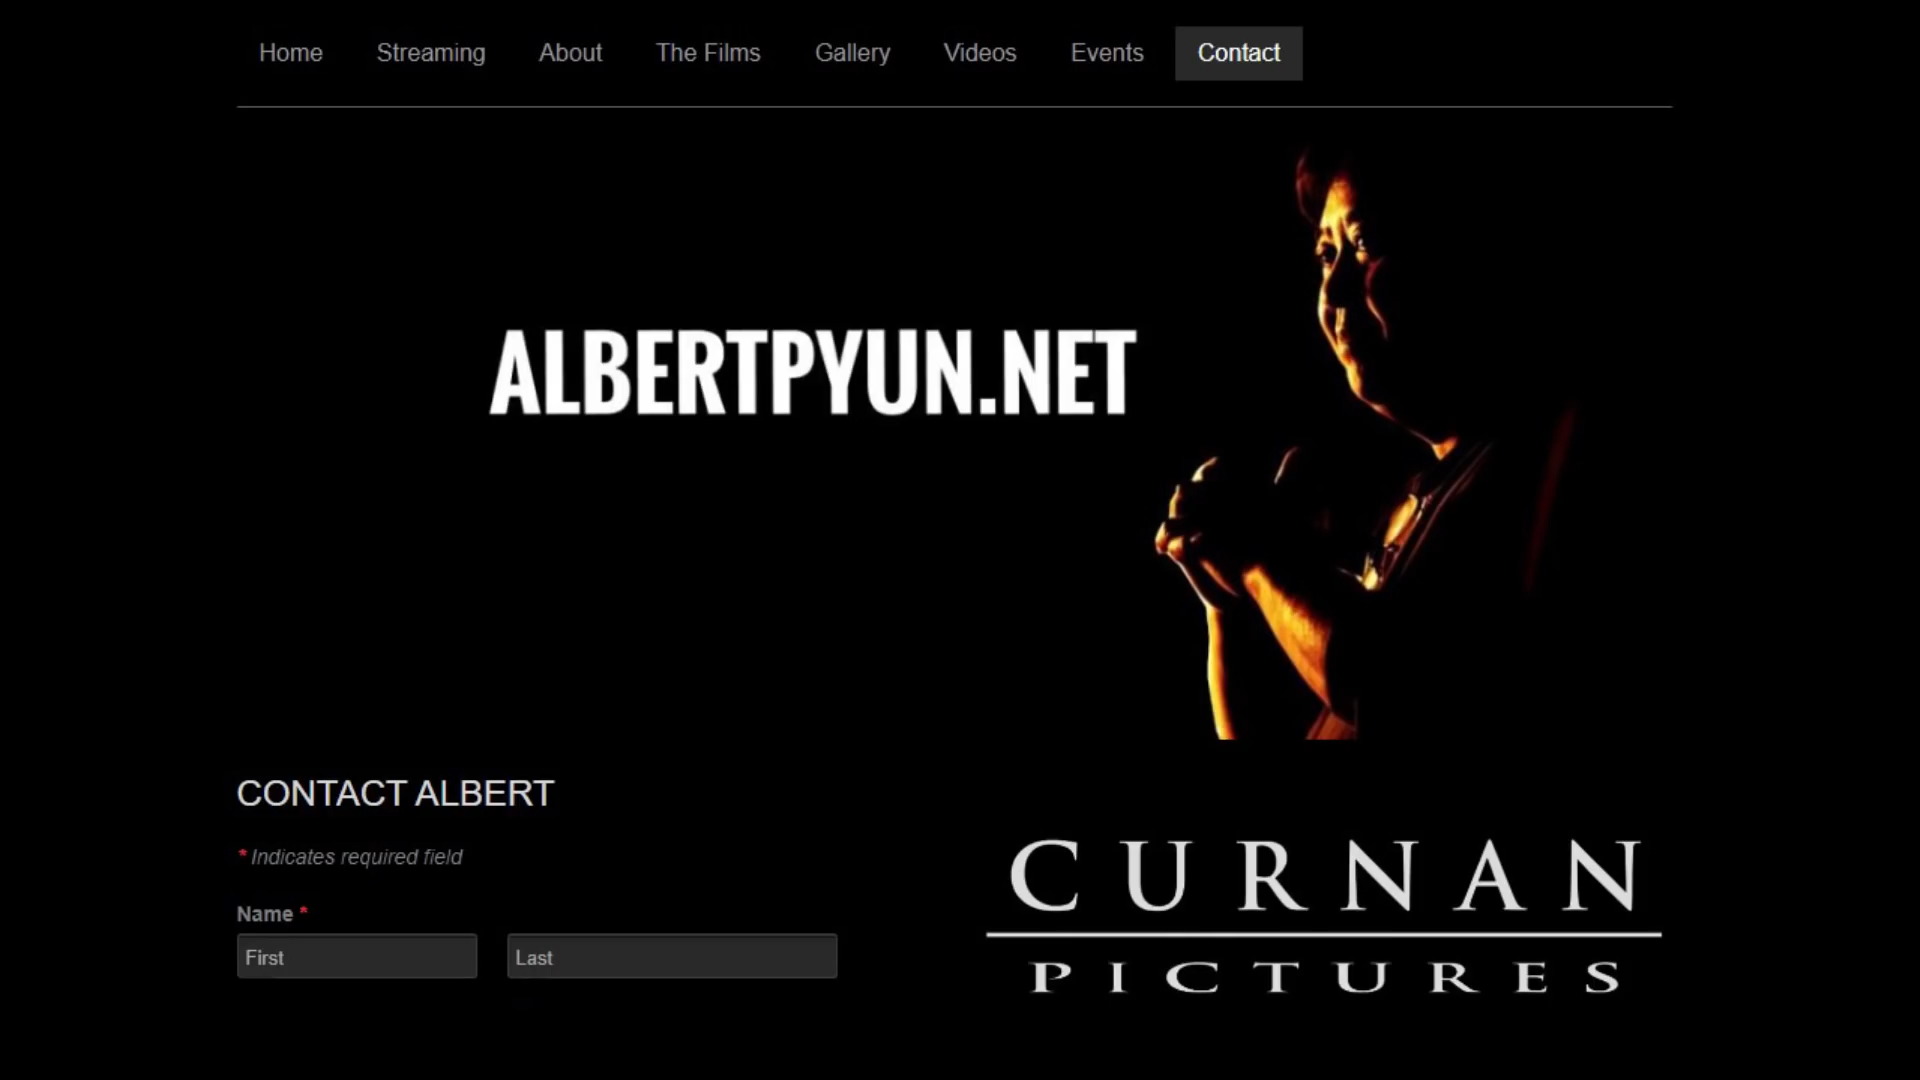 Home Streaming About The Films Gallery Videos Events Contact
ALBERTPYUN.NET
CONTACT ALBERT
* Indicates required field
Name *
First Last
CURNAN
PICTURES